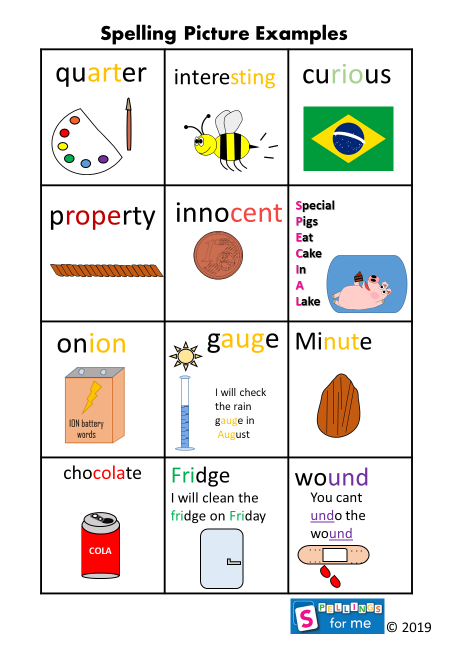 Spelling Picture Examples
quarter
interesting
curious
property
innocent
Special
Pigs
Eat
Cake
In
A
Lake
onion
ION battery
words
gauge
I will check
the rain
gauge in
August
Minute
chocolate
COLA
Fridge
I will clean the
fridge on Friday
wound
You cant
undo the
wound
SPELLINGS
for me
© 2019